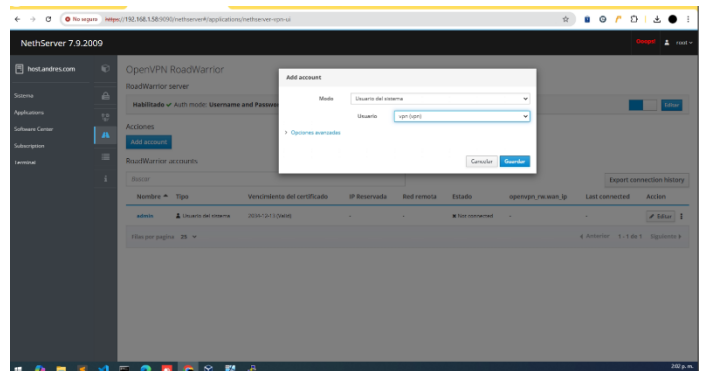 No seguro https://192.168.1.58:9090/nethserver#/applications/nethserver-vpn-ui
NethServer 7.9.2009
Ooops! root
host.andres.com
Sistema
Applications
Software Center
Subscription
Terminal
OpenVPN RoadWarrior
RoadWarrior server
Habilitado ✓ Auth mode: Username and Passwo
Editar
Acciones
Add account
RoadWarrior accounts
Buscar
Export connection history
Nombre Tipo Vencimiento del certificado IP Reservada Red remota Estado openvpn_rw.wan_ip Last connected Accion
admin Usuario del sistema (Valid) - - Not connected - - Editar
Filas por pagina 25 Anterior 1 - 1 de 1 Siguiente
Add account
Modo Usuario del sistema
Usuario vpn (vpn)
Opciones avanzadas
Cancelar Guardar
2:02 p. m.